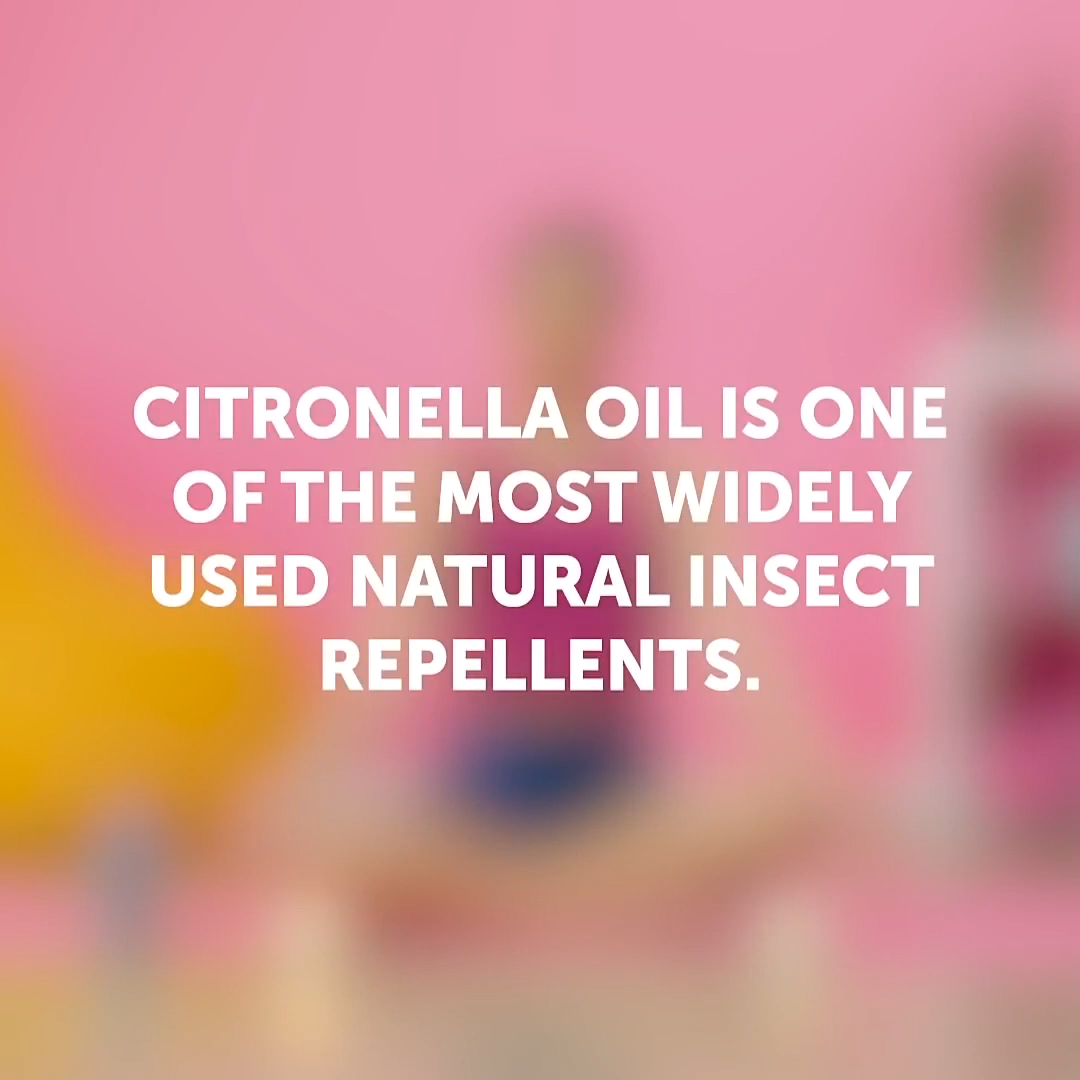 CITRONELLA OIL IS ONE
OF THE MOST WIDELY
USED NATURAL INSECT
REPELLENTS.